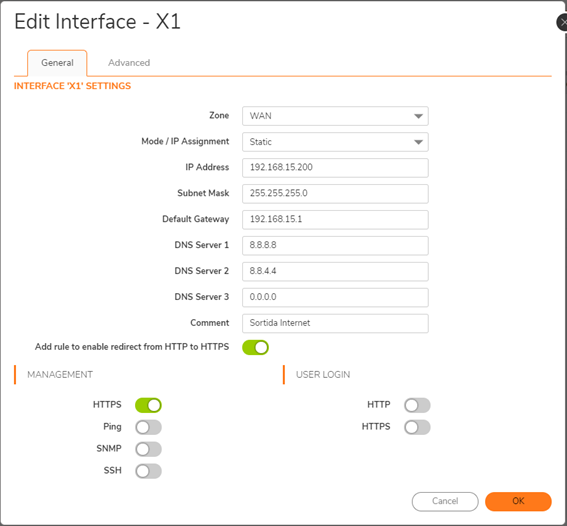 Edit Interface - X1
General
Advanced
INTERFACE 'X1' SETTINGS
Zone
WAN
Mode / IP Assignment
Static
IP Address
192.168.15.200
Subnet Mask
255.255.255.0
Default Gateway
192.168.15.1
DNS Server 1
8.8.8.8
DNS Server 2
8.8.4.4
DNS Server 3
0.0.0.0
Comment
Sortida Internet
Add rule to enable redirect from HTTP to HTTPS
MANAGEMENT
HTTPS
Ping
SNMP
SSH
USER LOGIN
HTTP
HTTPS
Cancel
OK